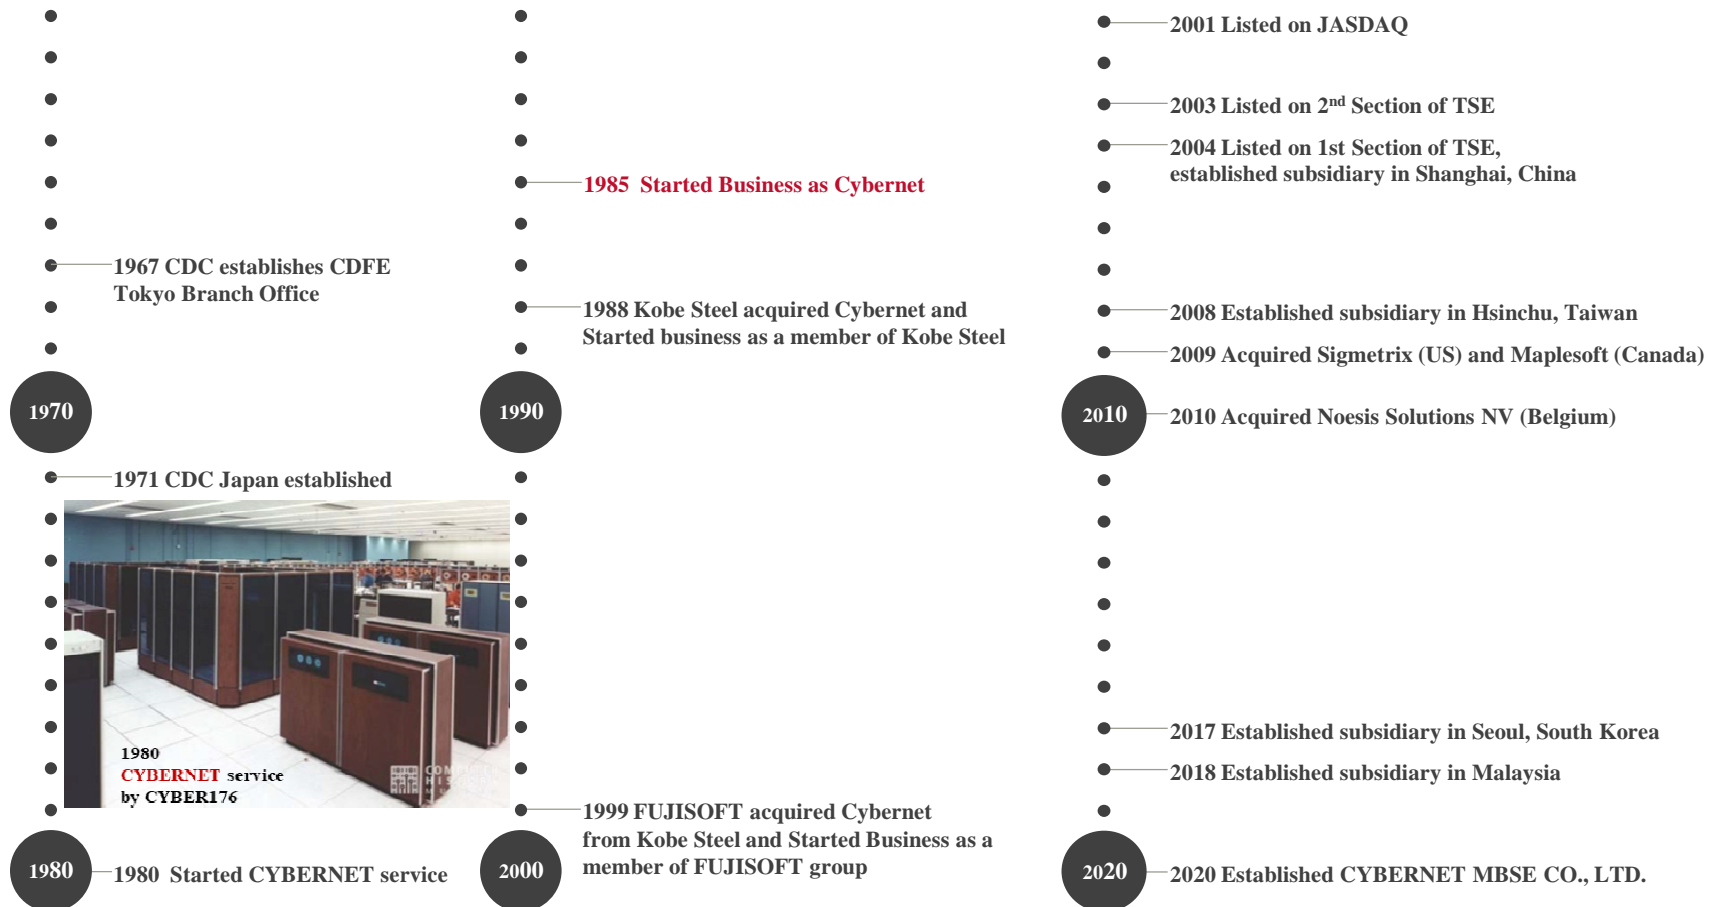 1967 CDC establishes CDFE
Tokyo Branch Office
1970
1971 CDC Japan established
1980
CYBERNET service
by CYBER176
COMPUTER
HISTORY
MUSEUM
1980
1980 Started CYBERNET service
1985 Started Business as Cybernet
1988 Kobe Steel acquired Cybernet and
Started business as a member of Kobe Steel
1990
1999 FUJISOFT acquired Cybernet
from Kobe Steel and Started Business as a
member of FUJISOFT group
2000
2001 Listed on JASDAQ
2003 Listed on 2nd Section of TSE
2004 Listed on 1st Section of TSE,
established subsidiary in Shanghai, China
2008 Established subsidiary in Hsinchu, Taiwan
2009 Acquired Sigmetrix (US) and Maplesoft (Canada)
2010
2010 Acquired Noesis Solutions NV (Belgium)
2017 Established subsidiary in Seoul, South Korea
2018 Established subsidiary in Malaysia
2020
2020 Established CYBERNET MBSE CO., LTD.